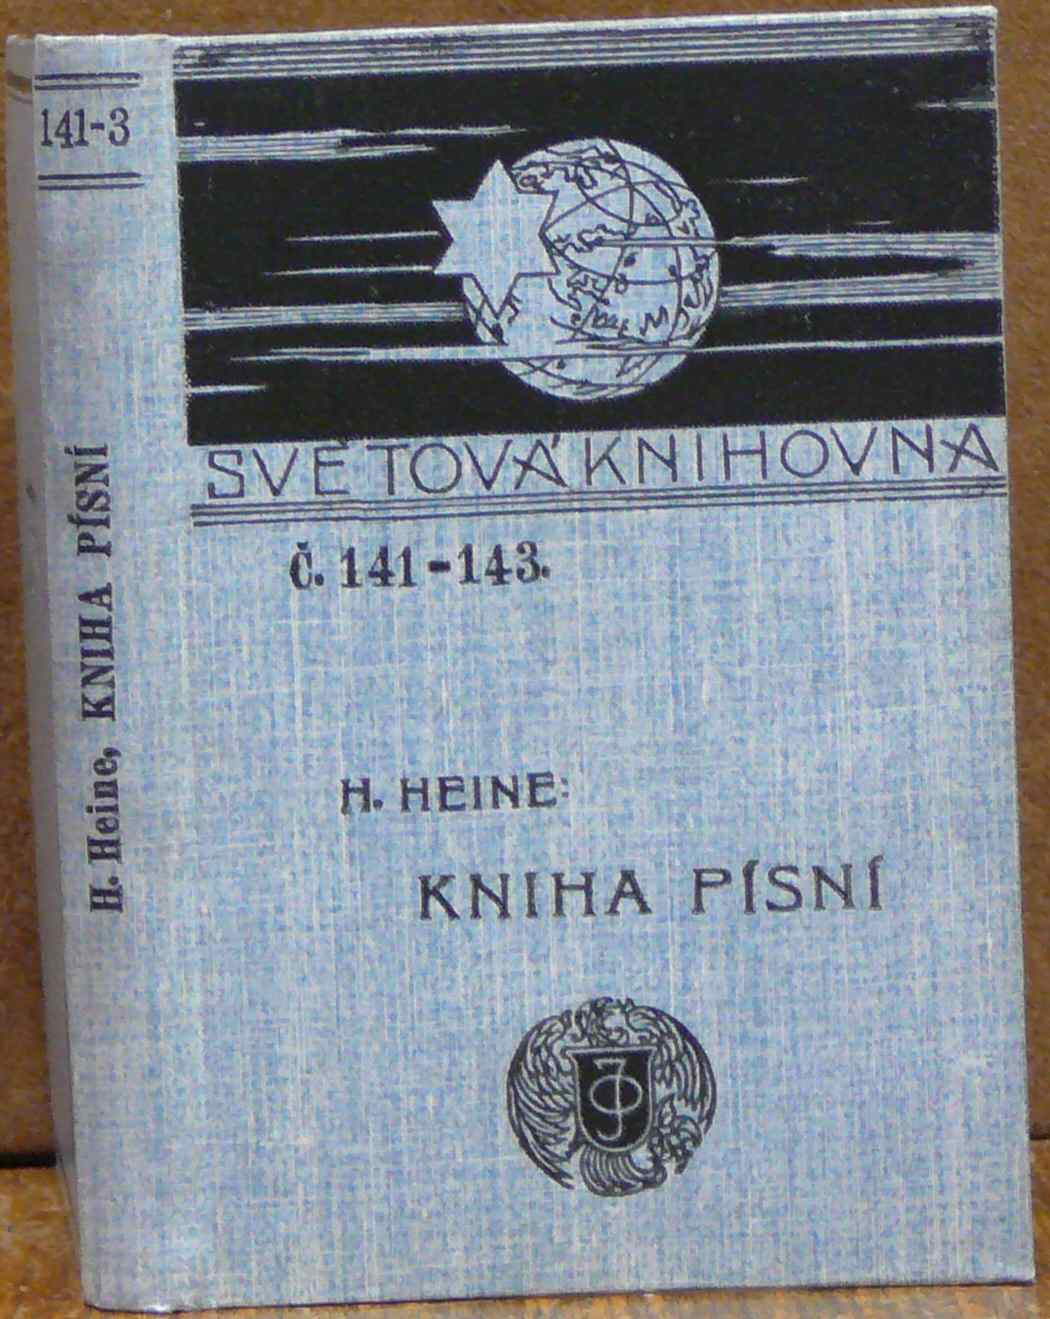 141-3
H. Heine, KNIHA PÍSNÍ
SVĚTOVÁ KNIHOVNA
Č. 141-143.
H. HEINE:
KNIHA PÍSNÍ